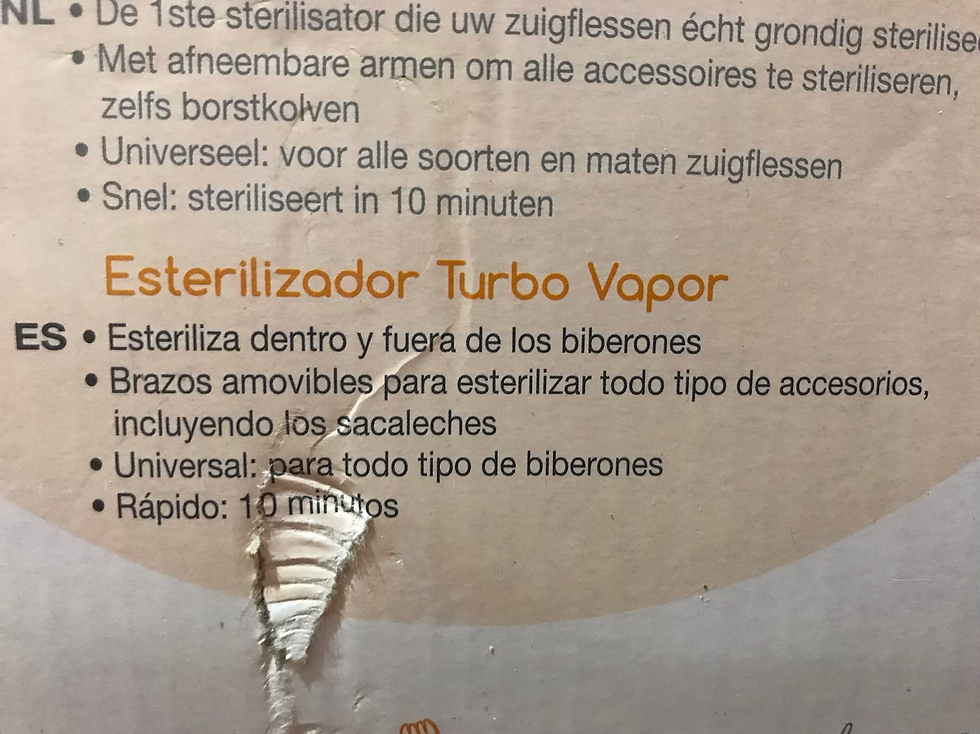 NL • De 1ste sterilisator die uw zuigflessen écht grondig
• Met afneembare armen om alle accessoires te steriliseren,
zelfs borstkolven
• Universeel: voor alle soorten en maten zuigflessen
• Snel: steriliseert in 10 minuten
Esterilizador Turbo Vapor
ES • Esteriliza dentro y fuera de los biberones
• Brazos amovibles para esterilizar todo tipo de accesorios,
incluyendo los sacaleches
• Universal: para todo tipo de biberones
• Rápido: 10 minutos